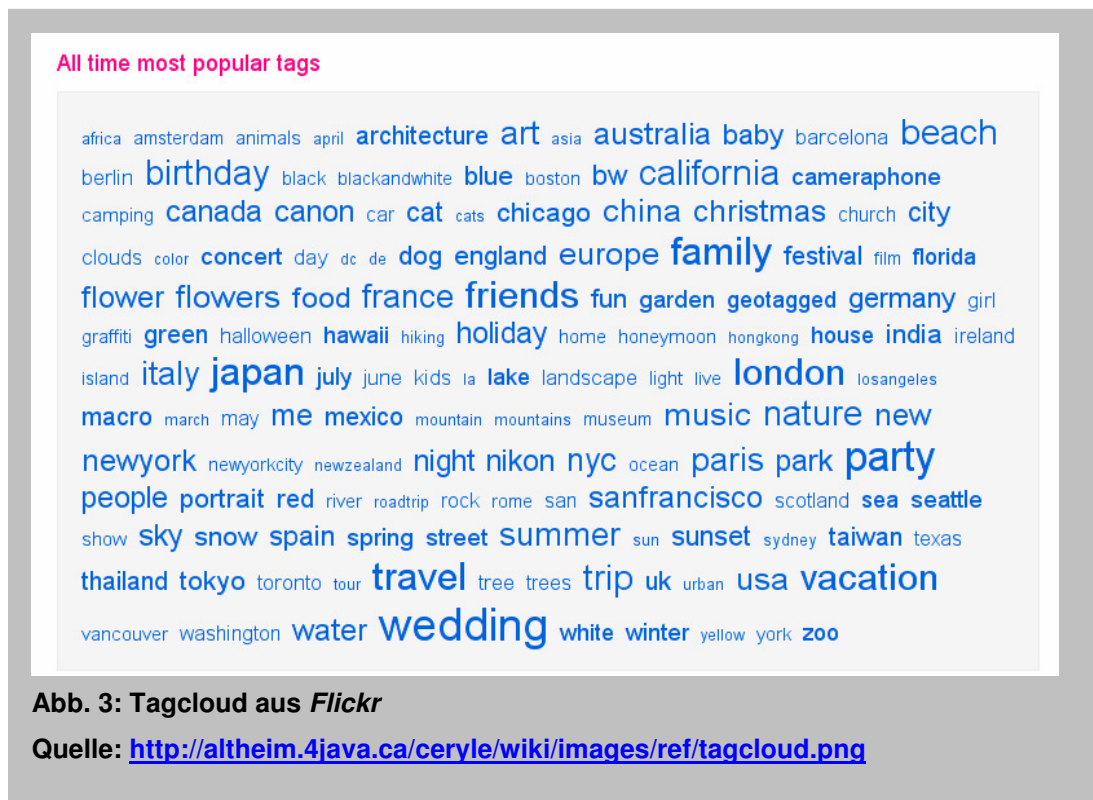 All time most popular tags
africa amsterdam animals april architecture art asia australia baby barcelona beach
berlin birthday black blackandwhite blue boston bw california cameraphone
camping canada canon car cat cats chicago china christmas church city
clouds color concert day dc de dog england europe family festival film florida
flower flowers food france friends fun garden geotagged germany girl
graffiti green halloween hawaii hiking holiday home honeymoon hongkong house india ireland
island italy japan july june kids la lake landscape light live london losangeles
macro march may me mexico mountain mountains museum music nature new
newyork newyorkcity newzealand night nikon nyc ocean paris park party
people portrait red river roadtrip rock rome san sanfrancisco scotland sea seattle
show sky snow spain spring street summer sun sunset sydney taiwan texas
thailand tokyo toronto tour travel tree trees trip uk urban usa vacation
vancouver washington water wedding white winter yellow york zoo
Abb. 3: Tagcloud aus Flickr
Quelle: http://altheim.4java.ca/ceryle/wiki/images/ref/tagcloud.png